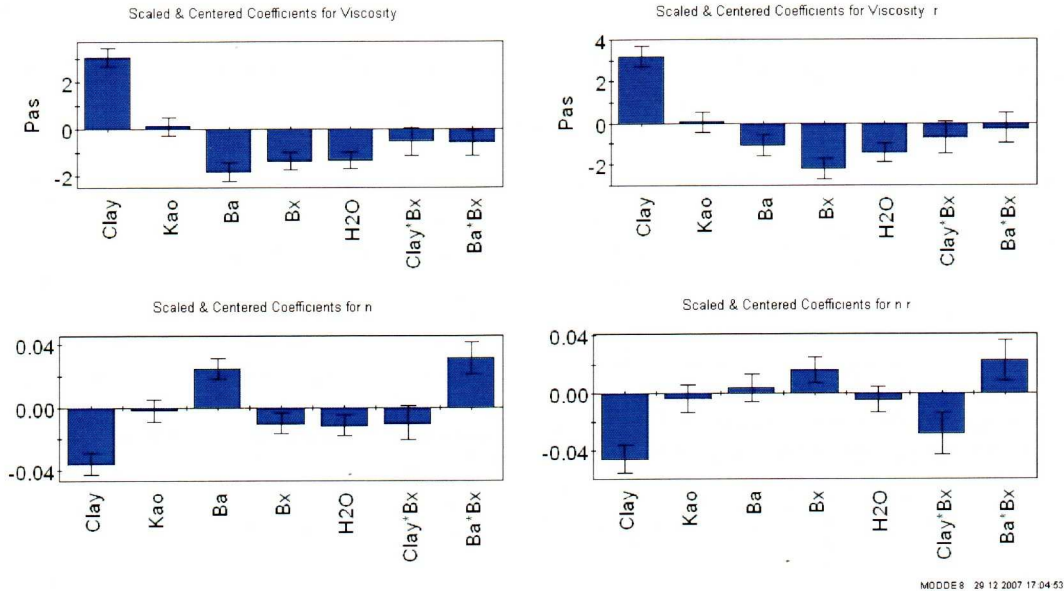 Scaled & Centered Coefficients for Viscosity
Pas
2
0
-2
Clay
Kao
Ba
Bx
H2O
Clay*Bx
Ba*Bx
Scaled & Centered Coefficients for Viscosity r
Pas
4
2
0
-2
Clay
Kao
Ba
Bx
H2O
Clay*Bx
Ba*Bx
Scaled & Centered Coefficients for n
0.04
0.00
-0.04
Clay
Kao
Ba
Bx
H2O
Clay*Bx
Ba*Bx
Scaled & Centered Coefficients for n r
0.04
0.00
-0.04
Clay
Kao
Ba
Bx
H2O
Clay*Bx
Ba*Bx
MODDE 8 29 12 2007 17:04:53